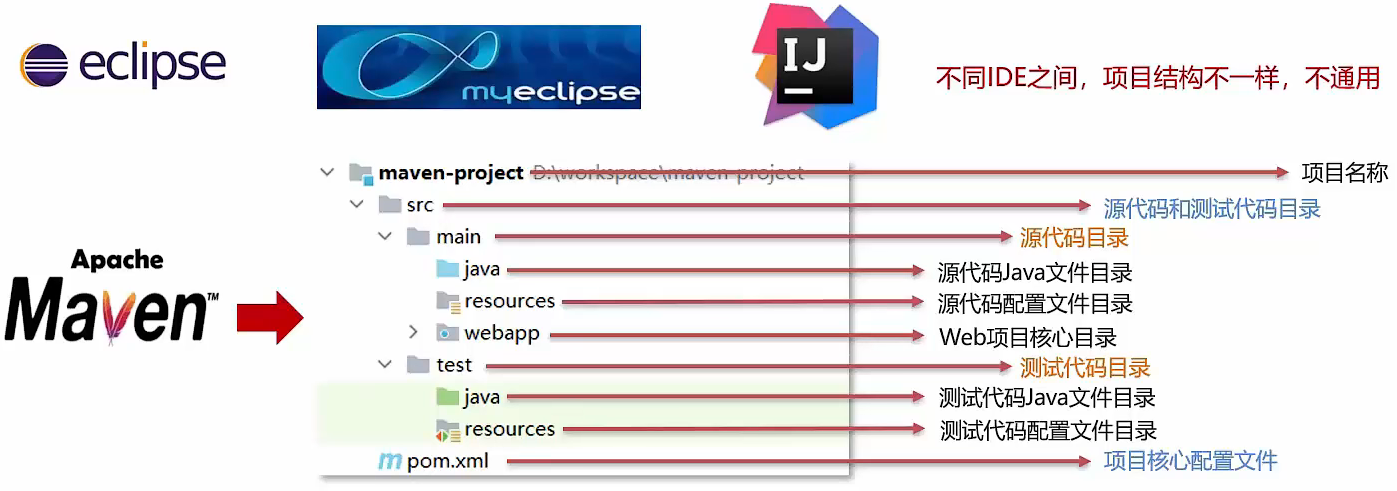 eclipse
myeclipse
IJ
不同IDE之间，项目结构不一样，不通用
maven-project D:\workspace\maven-project 项目名称
src 源代码和测试代码目录
main 源代码目录
java 源代码Java文件目录
resources 源代码配置文件目录
webapp Web项目核心目录
test 测试代码目录
java 测试代码Java文件目录
resources 测试代码配置文件目录
pom.xml 项目核心配置文件
Apache
Maven™